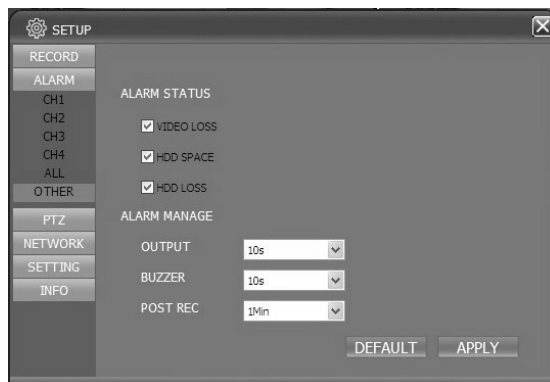 SETUP
RECORD
ALARM
CH1
CH2
CH3
CH4
ALL
OTHER
PTZ
NETWORK
SETTING
INFO
ALARM STATUS
VIDEO LOSS
HDD SPACE
HDD LOSS
ALARM MANAGE
OUTPUT 10s
BUZZER 10s
POST REC 1Min
DEFAULT APPLY